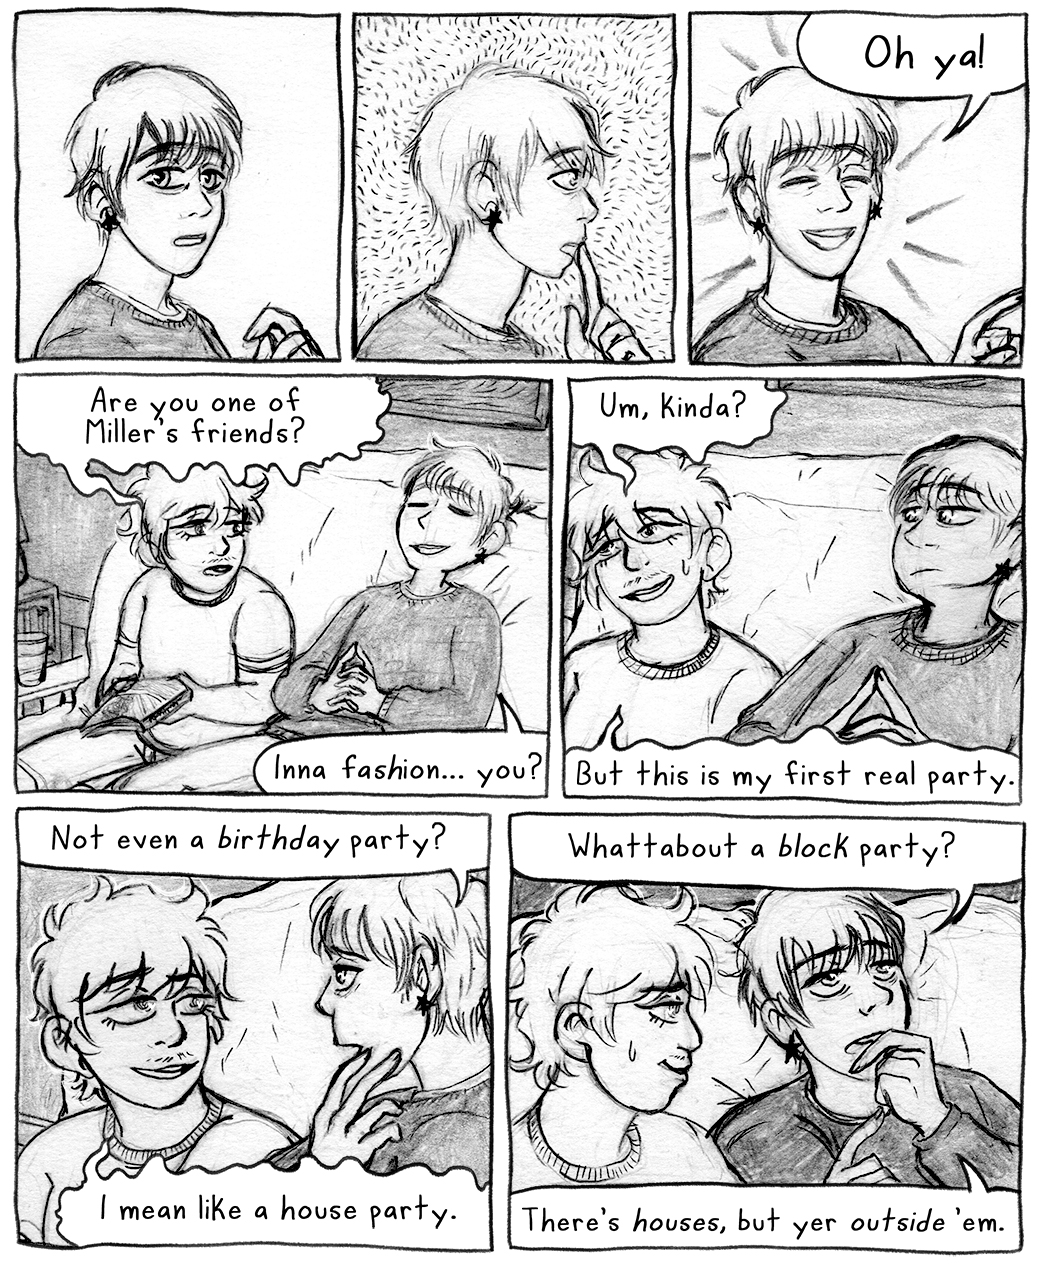 Oh ya!
Are you one of
Miller's friends?
Inna fashion... you?
Um, Kinda?
But this is my first real party.
Not even a birthday party?
I mean like a house party.
Whattabout a block party?
There's houses, but yer outside 'em.